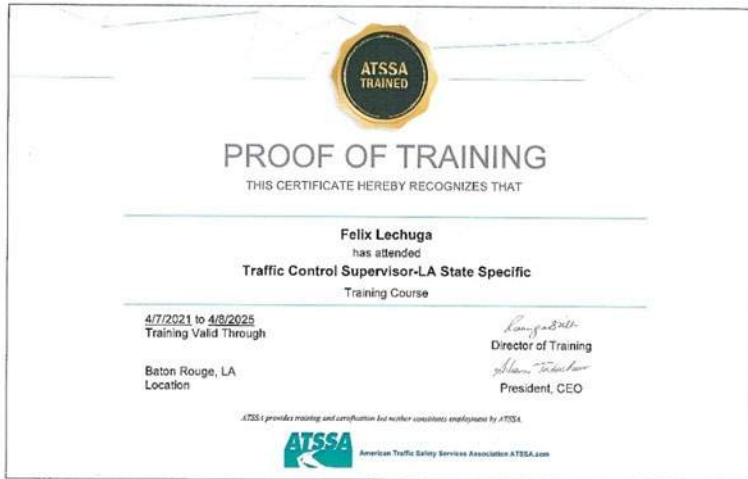 ATSSA
TRAINED
PROOF OF TRAINING
THIS CERTIFICATE HEREBY RECOGNIZES THAT
Felix Lechuga
has attended
Traffic Control Supervisor-LA State Specific
Training Course
4/7/2021 to 4/8/2025
Training Valid Through
Director of Training
Baton Rouge, LA
Location
President, CEO
ATSSA provides training and certification but neither constitutes employment by ATSSA.
ATSSA
American Traffic Safety Services Association ATSSA.com